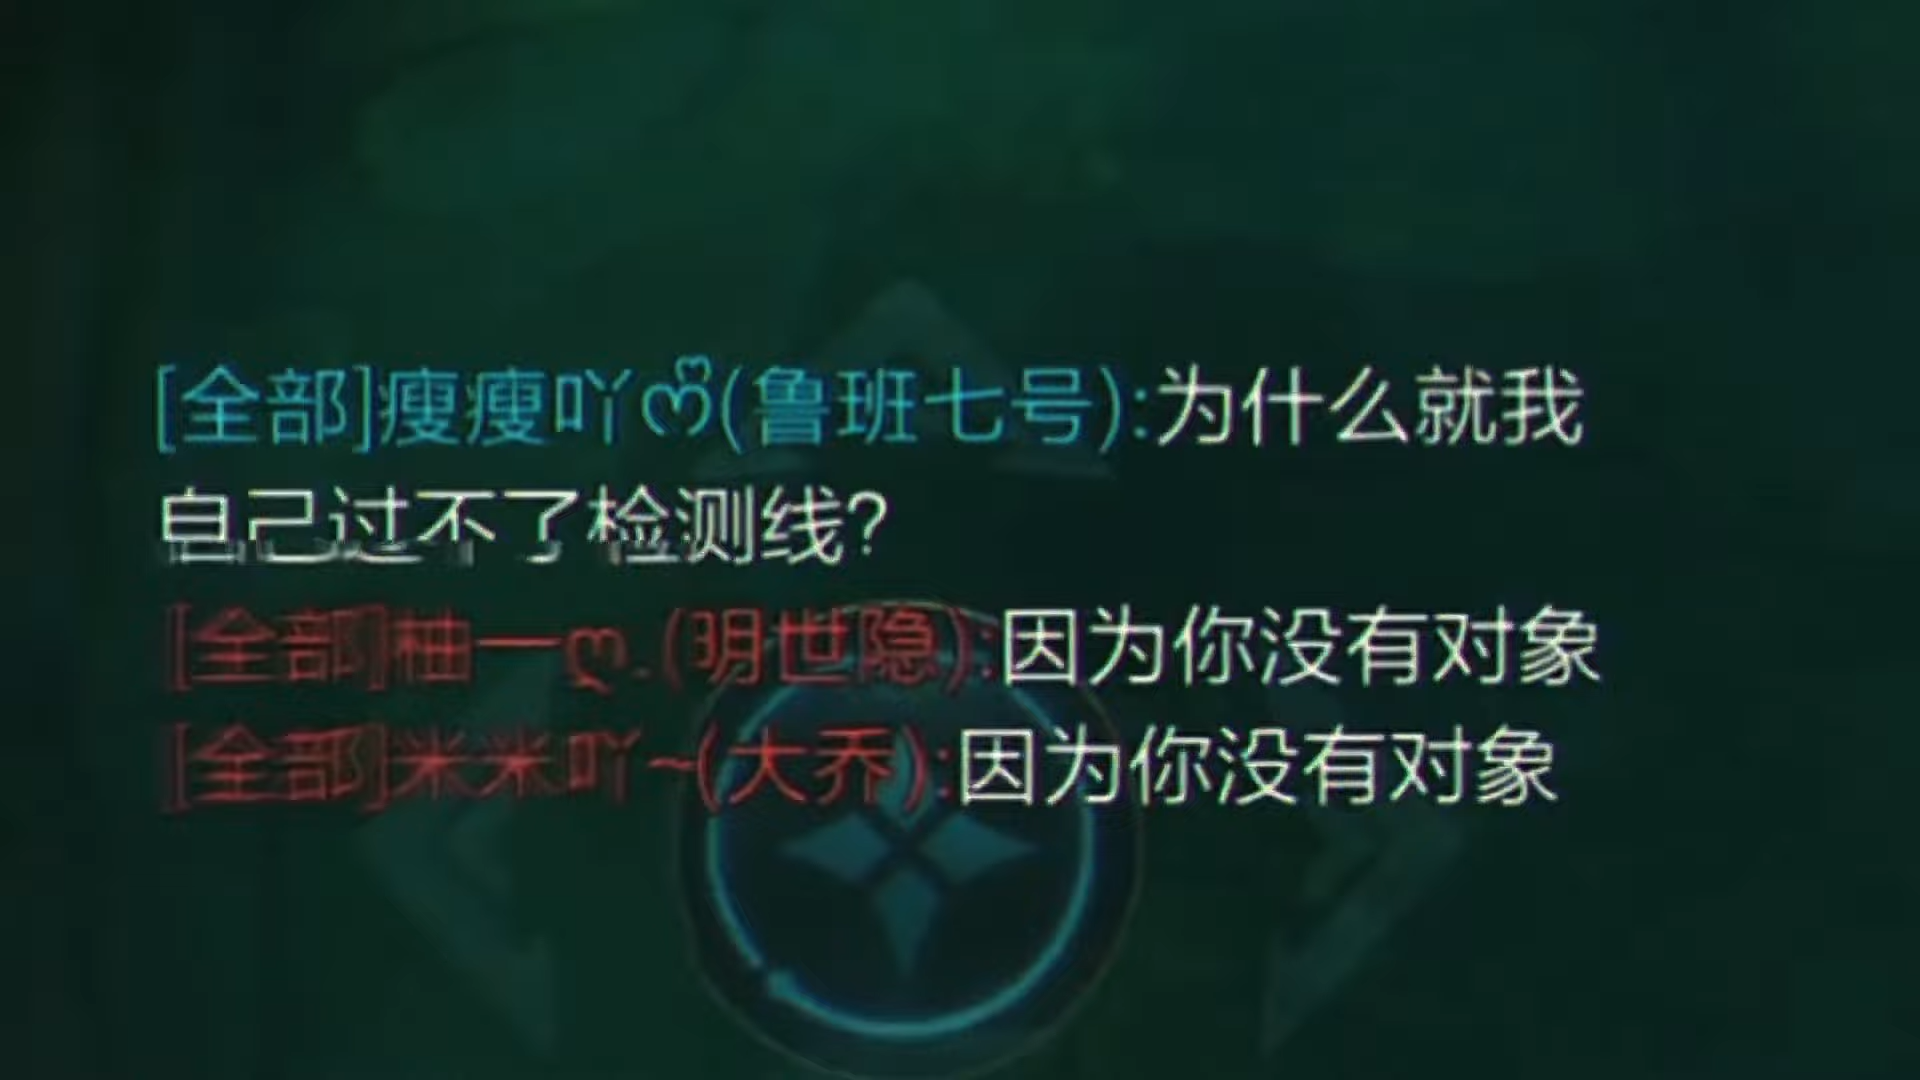 [全部]瘦瘦吖ෆ⃛(鲁班七号):为什么就我
自己过不了检测线?
[全部]柚一ღ.(明世隐):因为你没有对象
[全部]米米吖~(大乔):因为你没有对象